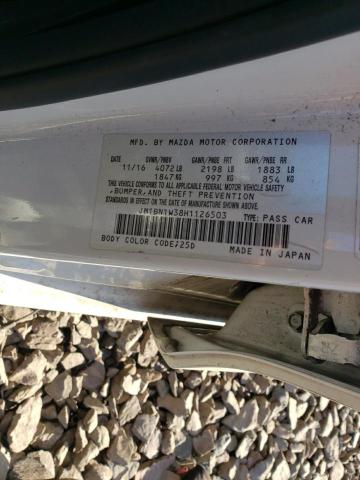 MFD. BY MAZDA MOTOR CORPORATION
GVWR/PNBV GAWR/PNBE FRT GAWR/PNBE RR
11/16 4072 LB 2198 LB 1883 LB
1847 KG 997 KG 854 KG
THIS VEHICLE CONFORMS TO ALL APPLICABLE FEDERAL MOTOR VEHICLE SAFETY
, BUMPER, AND THEFT PREVENTION
STANDARDS IN EFFECT ON THE DATE OF MANUFACTURE SHOWN ABOVE.
JM1BN1W38H1126503 TYPE: PASS CAR
BODY COLOR CODE: 25D
MADE IN JAPAN